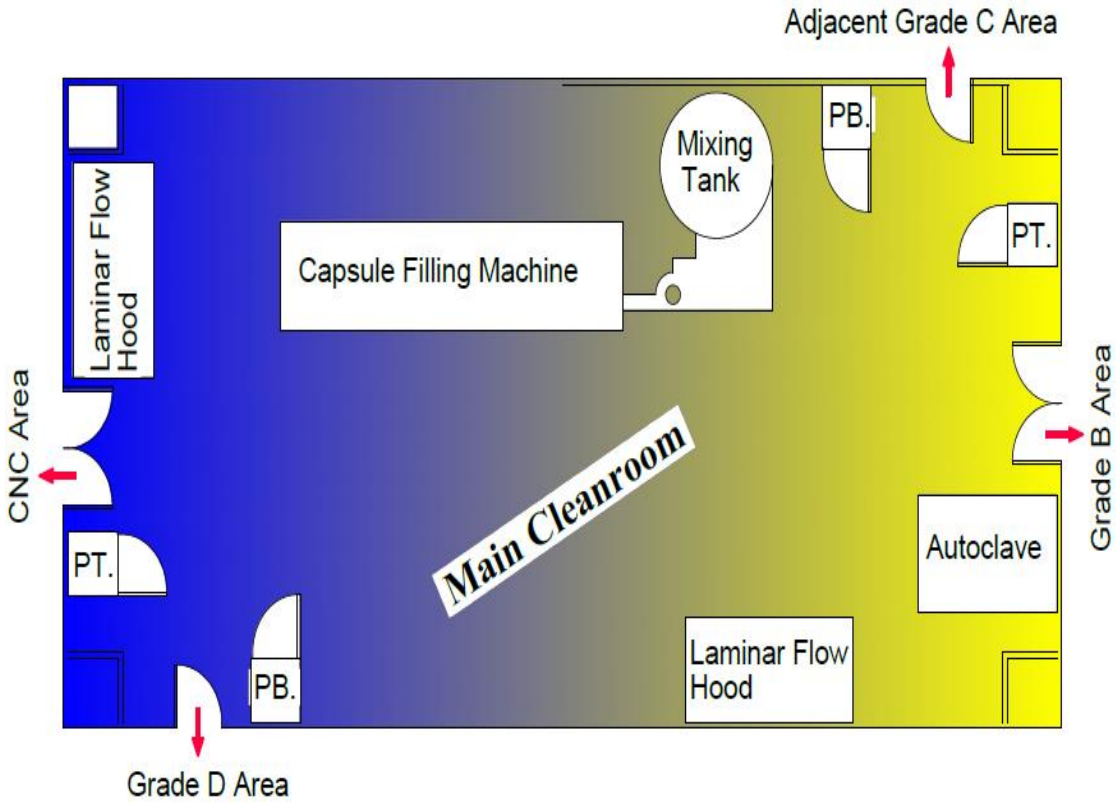 Adjacent Grade C Area
PB.
Mixing
Tank
Laminar Flow
Hood
PT.
Capsule Filling Machine
CNC Area
Grade B Area
Main Cleanroom
Autoclave
PT.
Laminar Flow
Hood
PB.
Grade D Area